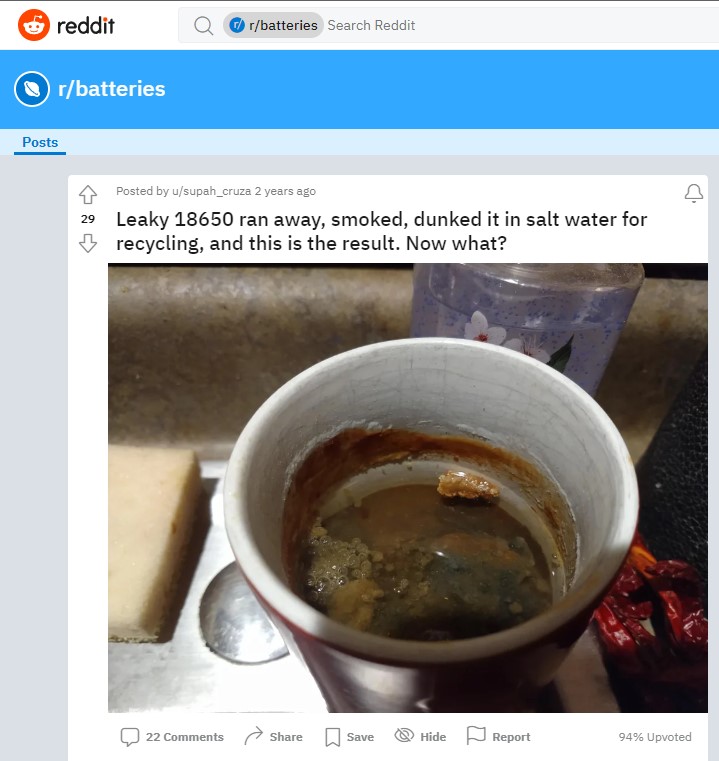 reddit
r/batteries Search Reddit
r/batteries
Posts
Posted by u/supah_cruza 2 years ago
29
Leaky 18650 ran away, smoked, dunked it in salt water for
recycling, and this is the result. Now what?
22 Comments Share Save Hide Report 94% Upvoted